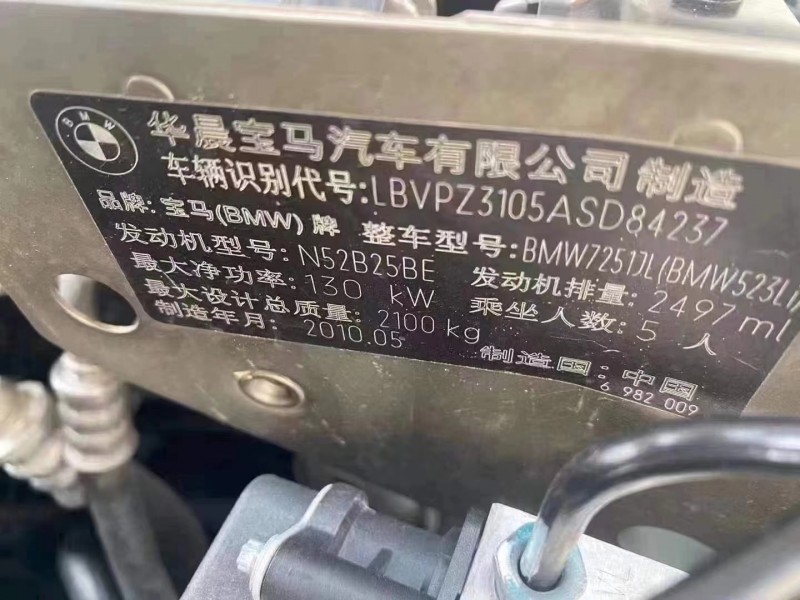 BMW
华晨宝马汽车有限公司制造
车辆识别代号:LBVPZ3105ASD84237
品牌: 宝马(BMW)牌 整车型号:BMW7251JL(BMW523Li
发动机型号: N52B25BE 发动机排量: 2497ml
最大净功率: 130 kW 乘坐人数: 5 人
最大设计总质量: 2100kg
制造年月: 2010.05 制造国: 中国
6 982 009